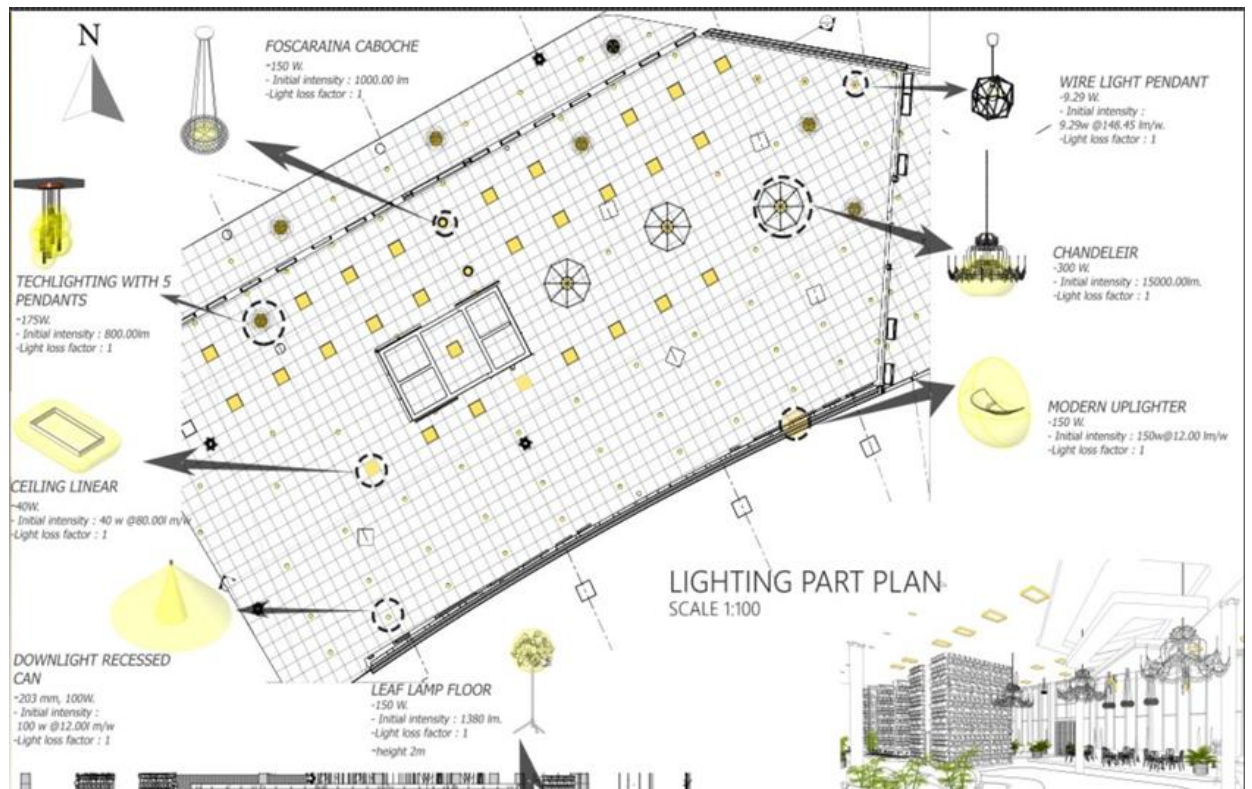 N
FOSCARAINA CABOCHE
-150 W.
- Initial intensity : 1000.00 lm
-Light loss factor : 1
WIRE LIGHT PENDANT
-9.29 W.
- Initial intensity :
9.29w @148.45 lm/w.
-Light loss factor : 1
TECHLIGHTING WITH 5
PENDANTS
-175W.
- Initial intensity : 800.00lm
-Light loss factor : 1
CHANDELEIR
-300 W.
- Initial intensity : 15000.00lm.
-Light loss factor : 1
CEILING LINEAR
-40W.
- Initial intensity : 40 w @80.00l m/w
-Light loss factor : 1
MODERN UPLIGHTER
-150 W.
- Initial intensity : 150w@12.00 lm/w
-Light loss factor : 1
LIGHTING PART PLAN
SCALE 1:100
DOWNLIGHT RECESSED
CAN
-203 mm, 100W.
- Initial intensity :
100 w @12.00l m/w
-Light loss factor : 1
LEAF LAMP FLOOR
-150 W.
- Initial intensity : 1380 lm.
-Light loss factor : 1
-height 2m